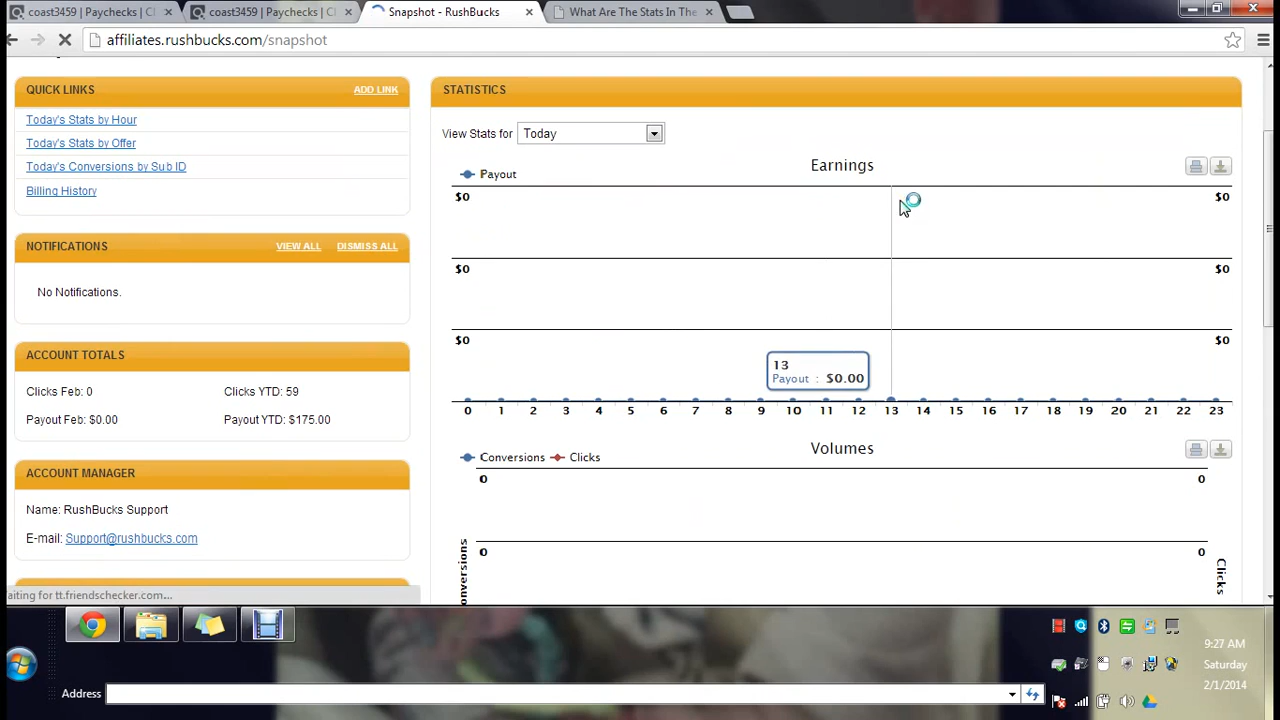 coast3459 | Paychecks | Cl
coast3459 | Paychecks | Cl
Snapshot - RushBucks
What Are The Stats In The
affiliates.rushbucks.com/snapshot
QUICK LINKS
ADD LINK
Today's Stats by Hour
Today's Stats by Offer
Today's Conversions by Sub ID
Billing History
NOTIFICATIONS
VIEW ALL
DISMISS ALL
No Notifications.
ACCOUNT TOTALS
Clicks Feb: 0
Clicks YTD: 59
Payout Feb: $0.00
Payout YTD: $175.00
ACCOUNT MANAGER
Name: RushBucks Support
E-mail: Support@rushbucks.com
STATISTICS
View Stats for Today
Earnings
Payout
$0 $0
$0 $0
$0 $0
13
Payout : $0.00
0 1 2 3 4 5 6 7 8 9 10 11 12 13 14 15 16 17 18 19 20 21 22 23
Volumes
Conversions Clicks
0 0
0 0
onversions
Clicks
aiting for tt.friendschecker.com...
Address
9:27 AM
Saturday
2/1/2014